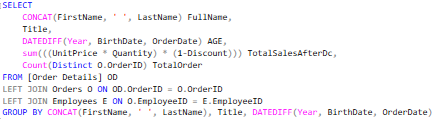 SELECT
CONCAT(FirstName, ' ', LastName) FullName,
Title,
DATEDIFF(Year, BirthDate, OrderDate) AGE,
sum(((UnitPrice * Quantity) * (1-Discount))) TotalSalesAfterDc,
Count(Distinct O.OrderID) TotalOrder
FROM [Order Details] OD
LEFT JOIN Orders O ON OD.OrderID = O.OrderID
LEFT JOIN Employees E ON O.EmployeeID = E.EmployeeID
GROUP BY CONCAT(FirstName, ' ', LastName), Title, DATEDIFF(Year, BirthDate, OrderDate)